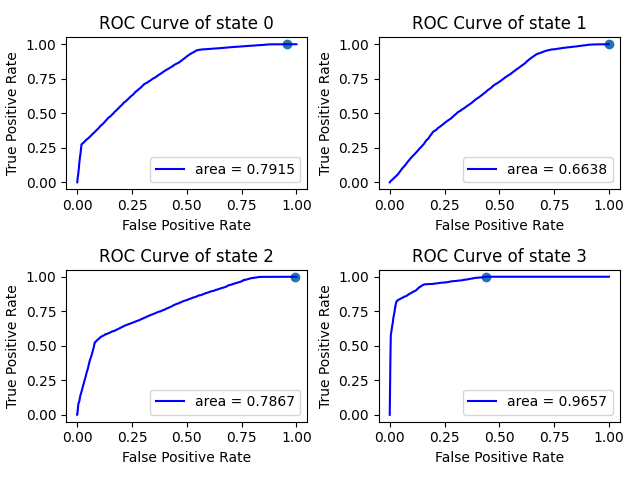 ROC Curve of state 0
True Positive Rate
1.00
0.75
0.50
0.25
0.00
area = 0.7915
0.00 0.25 0.50 0.75 1.00
False Positive Rate
ROC Curve of state 1
True Positive Rate
1.00
0.75
0.50
0.25
0.00
area = 0.6638
0.00 0.25 0.50 0.75 1.00
False Positive Rate
ROC Curve of state 2
True Positive Rate
1.00
0.75
0.50
0.25
0.00
area = 0.7867
0.00 0.25 0.50 0.75 1.00
False Positive Rate
ROC Curve of state 3
True Positive Rate
1.00
0.75
0.50
0.25
0.00
area = 0.9657
0.00 0.25 0.50 0.75 1.00
False Positive Rate